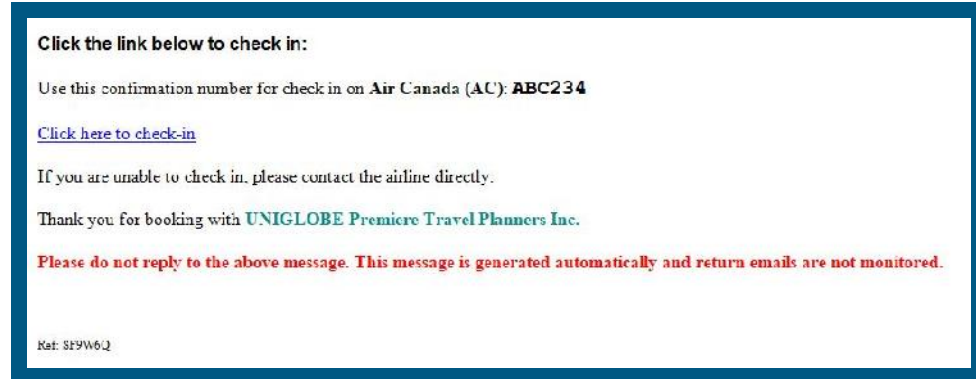 Click the link below to check in:
Use this confirmation number for check in on Air Canada (AC): ABC234
Click here to check-in
If you are unable to check in, please contact the airline directly.
Thank you for booking with UNIGLOBE Premiere Travel Planners Inc.
Please do not reply to the above message. This message is generated automatically and return emails are not monitored.
Ref: SF9W6Q